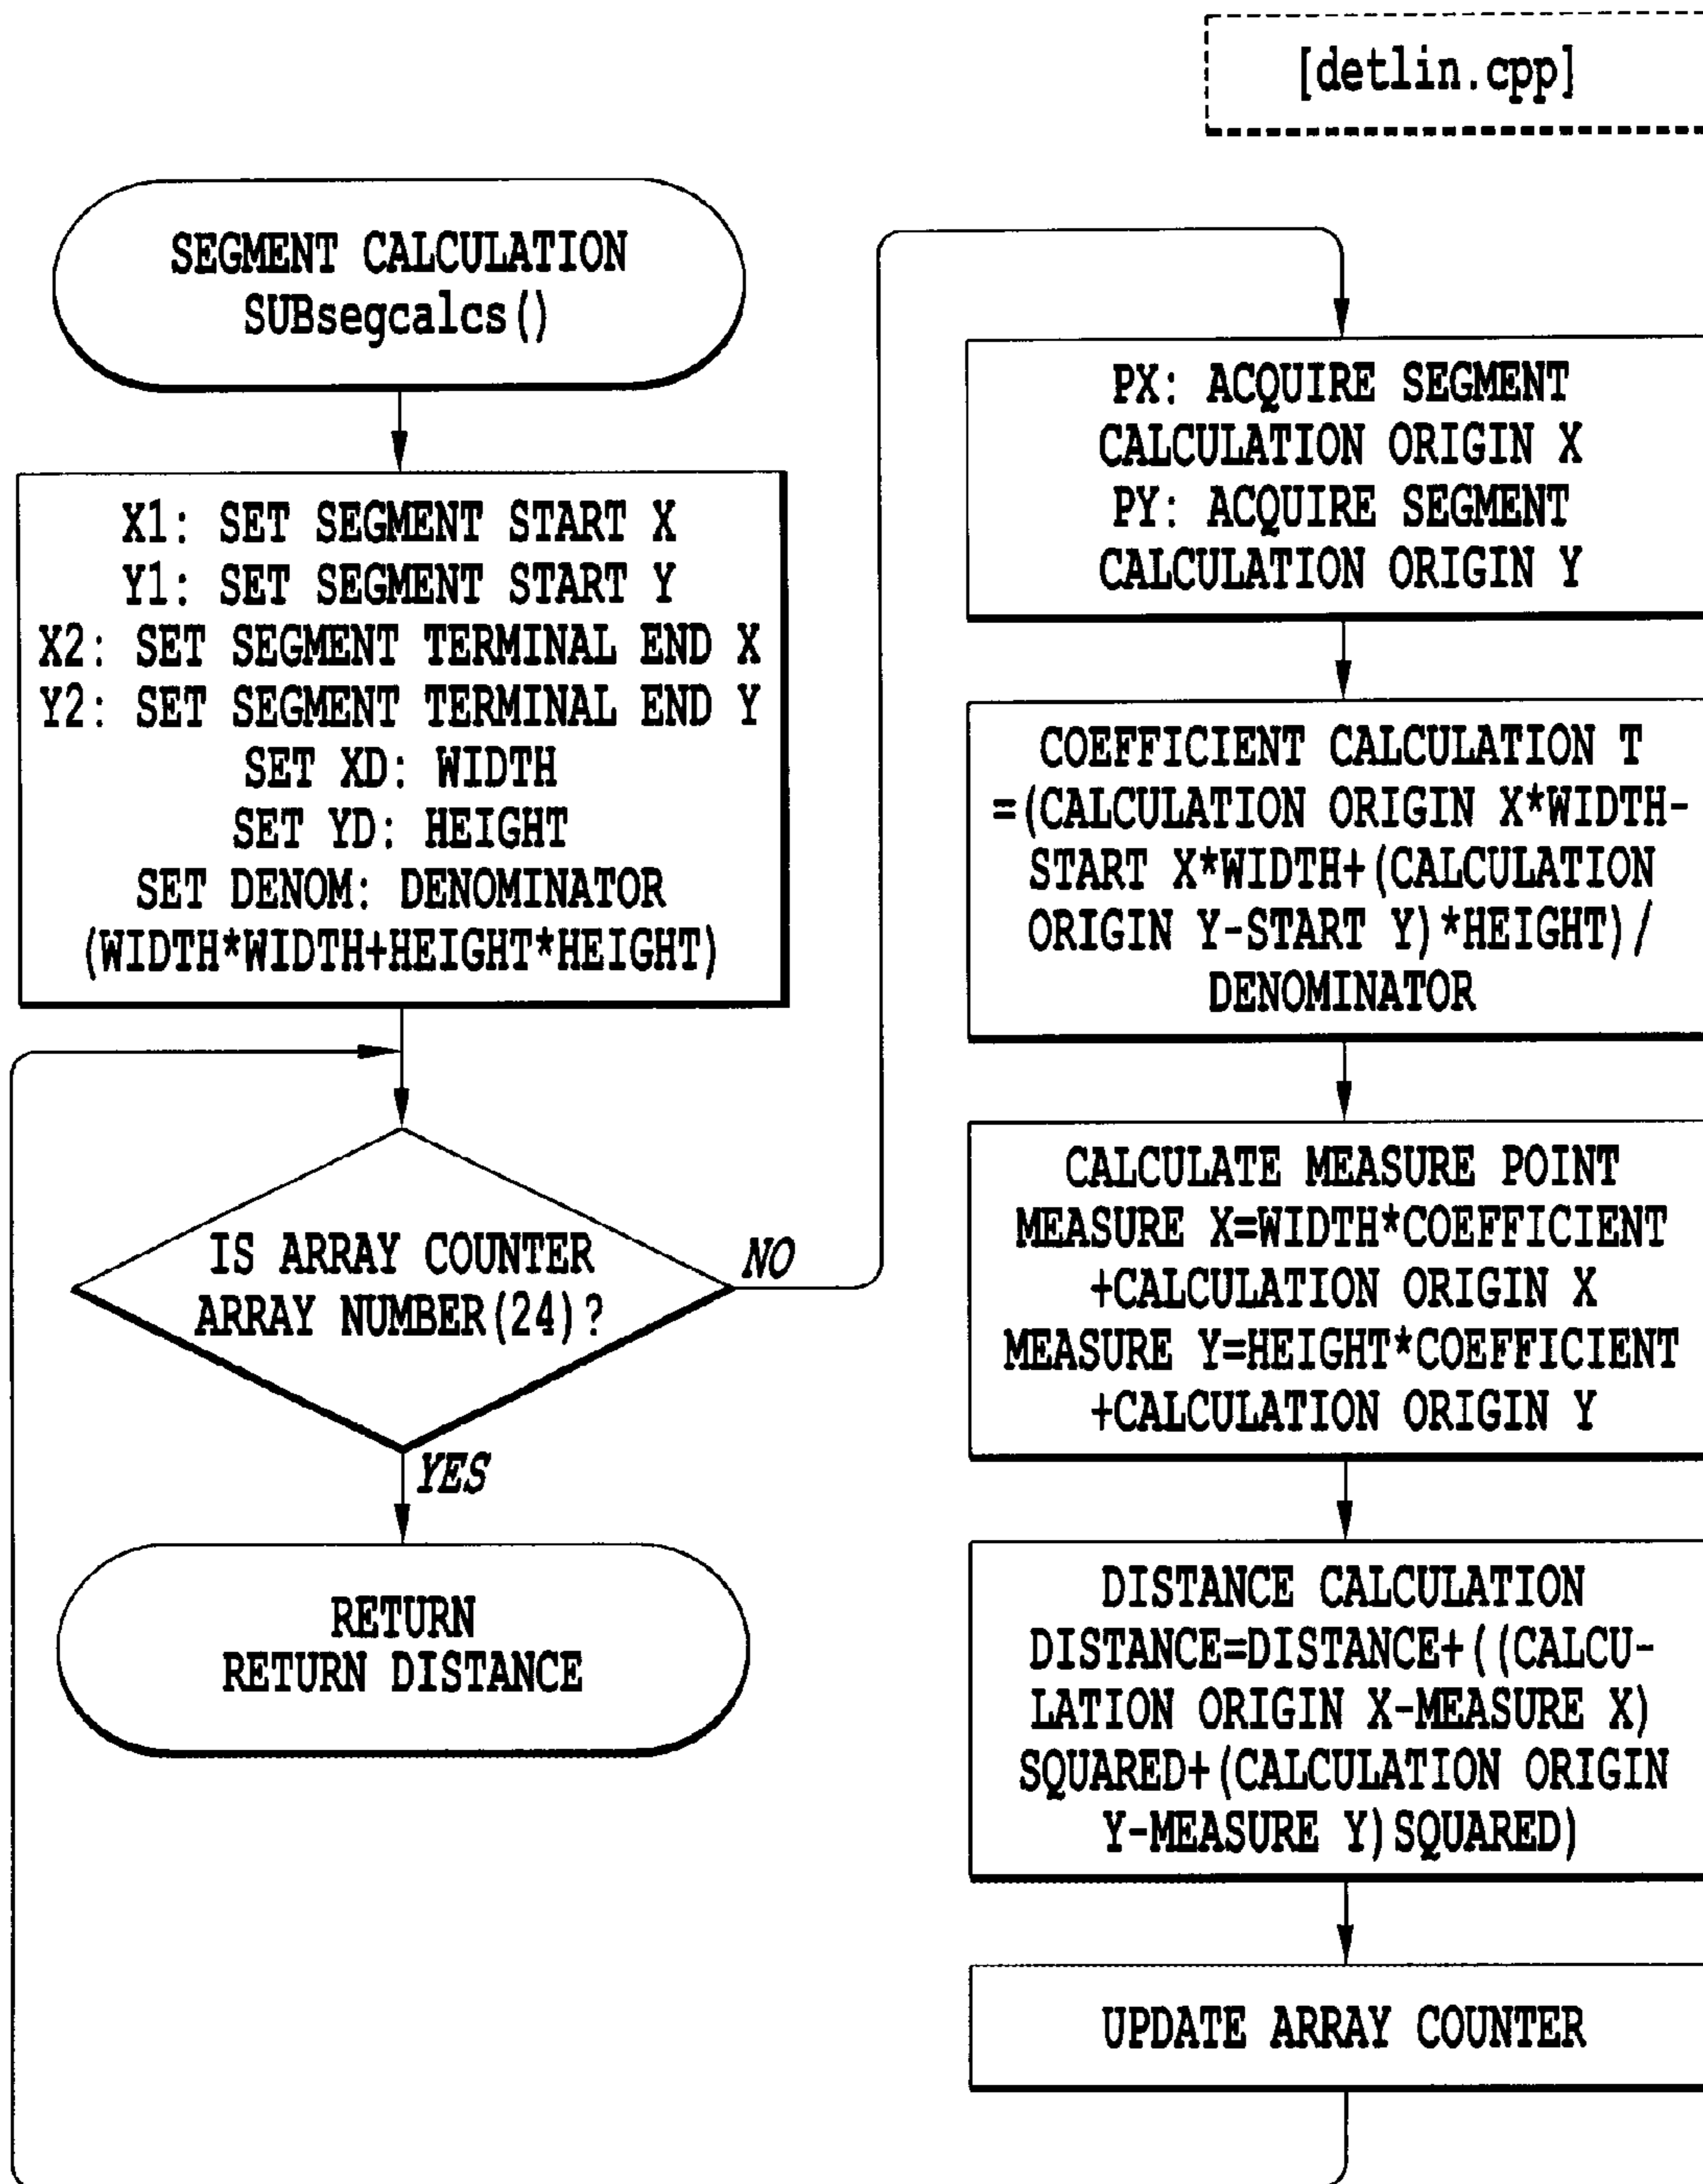 [detlin.cpp]
SEGMENT CALCULATION
SUBsegcalcs()
X1: SET SEGMENT START X
Y1: SET SEGMENT START Y
X2: SET SEGMENT TERMINAL END X
Y2: SET SEGMENT TERMINAL END Y
SET XD: WIDTH
SET YD: HEIGHT
SET DENOM: DENOMINATOR
(WIDTH*WIDTH+HEIGHT*HEIGHT)
IS ARRAY COUNTER
ARRAY NUMBER(24)?
NO
YES
RETURN
RETURN DISTANCE
PX: ACQUIRE SEGMENT
CALCULATION ORIGIN X
PY: ACQUIRE SEGMENT
CALCULATION ORIGIN Y
COEFFICIENT CALCULATION T
=(CALCULATION ORIGIN X*WIDTH-
START X*WIDTH+(CALCULATION
ORIGIN Y-START Y)*HEIGHT)/
DENOMINATOR
CALCULATE MEASURE POINT
MEASURE X=WIDTH*COEFFICIENT
+CALCULATION ORIGIN X
MEASURE Y=HEIGHT*COEFFICIENT
+CALCULATION ORIGIN Y
DISTANCE CALCULATION
DISTANCE=DISTANCE+((CALCU-
LATION ORIGIN X-MEASURE X)
SQUARED+(CALCULATION ORIGIN
Y-MEASURE Y)SQUARED)
UPDATE ARRAY COUNTER